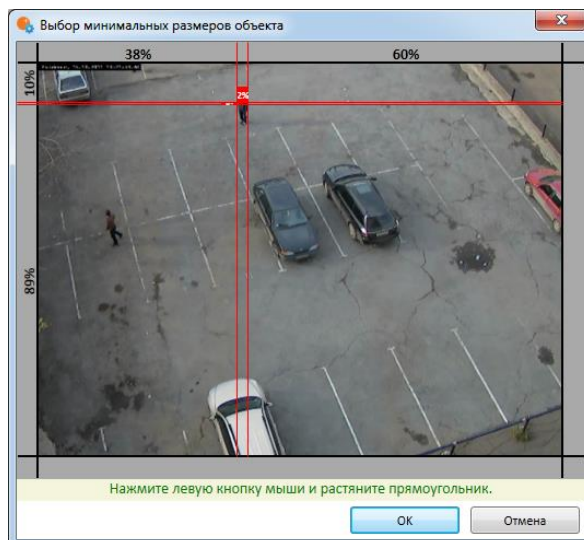 Выбор минимальных размеров объекта
38%
60%
10%
2%
89%
Нажмите левую кнопку мыши и растяните прямоугольник.
OK
Отмена